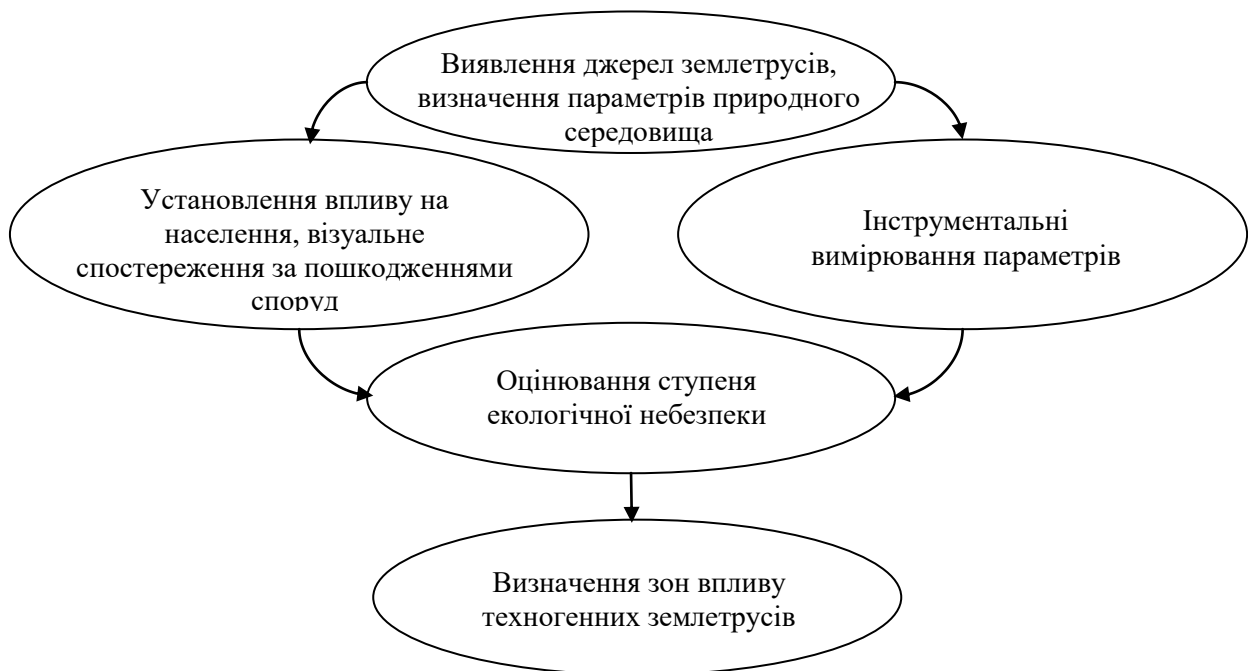 Виявлення джерел землетрусів,
визначення параметрів природного
середовища
Установлення впливу на
населення, візуальне
спостереження за пошкодженнями
споруд
Інструментальні
вимірювання параметрів
Оцінювання ступеня
екологічної небезпеки
Визначення зон впливу
техногенних землетрусів